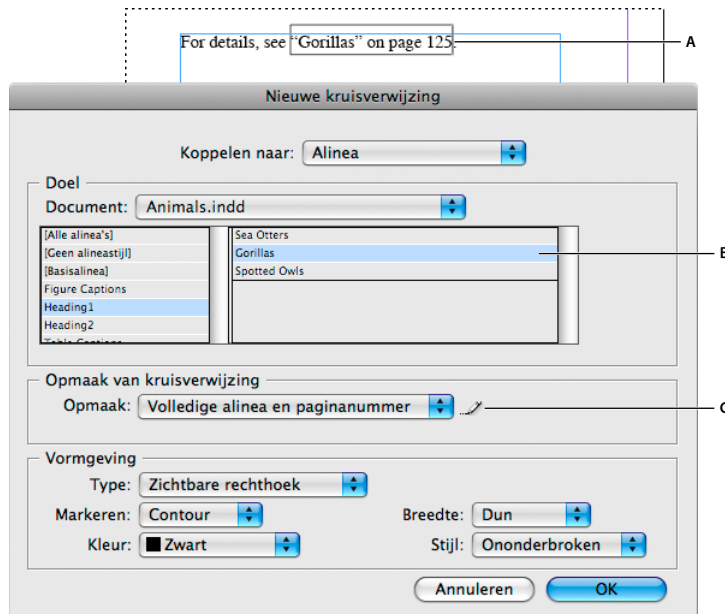 For details, see “Gorillas” on page 125.
A
Nieuwe kruisverwijzing
Koppelen naar: Alinea
Doel
Document: Animals.indd
[Alle alinea's]
[Geen alineastijl]
[Basisalinea]
Figure Captions
Heading1
Heading2
Table Captions
Sea Otters
Gorillas
Spotted Owls
B
Opmaak van kruisverwijzing
Opmaak: Volledige alinea en paginanummer
C
Vormgeving
Type: Zichtbare rechthoek
Markeren: Contour
Breedte: Dun
Kleur: Zwart
Stijl: Ononderbroken
Annuleren
OK